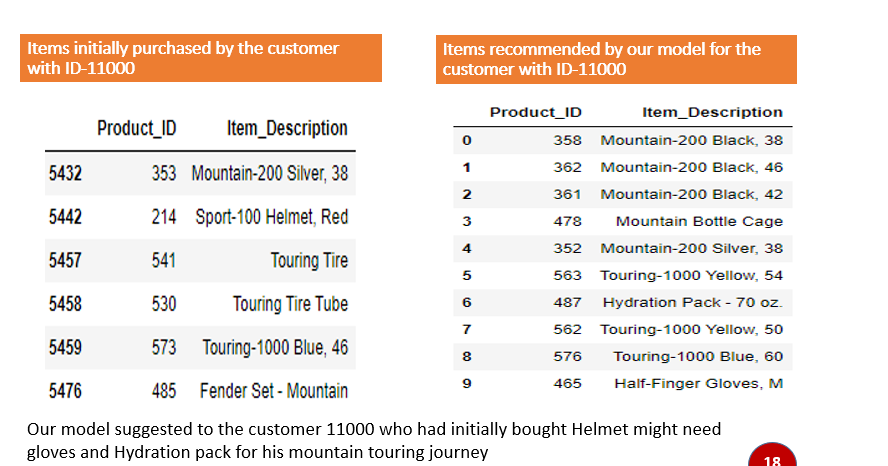 Items initially purchased by the customer
with ID-11000
Product_ID Item_Description
5432 353 Mountain-200 Silver, 38
5442 214 Sport-100 Helmet, Red
5457 541 Touring Tire
5458 530 Touring Tire Tube
5459 573 Touring-1000 Blue, 46
5476 485 Fender Set - Mountain
Items recommended by our model for the
customer with ID-11000
Product_ID Item_Description
0 358 Mountain-200 Black, 38
1 362 Mountain-200 Black, 46
2 361 Mountain-200 Black, 42
3 478 Mountain Bottle Cage
4 352 Mountain-200 Silver, 38
5 563 Touring-1000 Yellow, 54
6 487 Hydration Pack - 70 oz.
7 562 Touring-1000 Yellow, 50
8 576 Touring-1000 Blue, 60
9 465 Half-Finger Gloves, M
Our model suggested to the customer 11000 who had initially bought Helmet might need
gloves and Hydration pack for his mountain touring journey
18